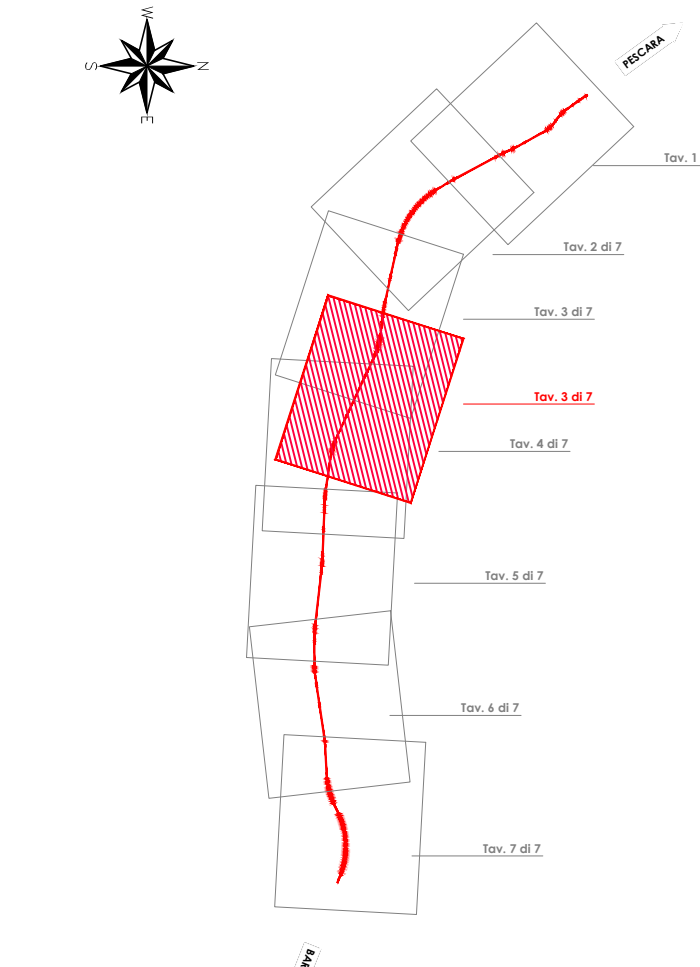 W
S N
E
PESCARA
Tav. 1
Tav. 2 di 7
Tav. 3 di 7
Tav. 3 di 7
Tav. 4 di 7
Tav. 5 di 7
Tav. 6 di 7
Tav. 7 di 7
BAR